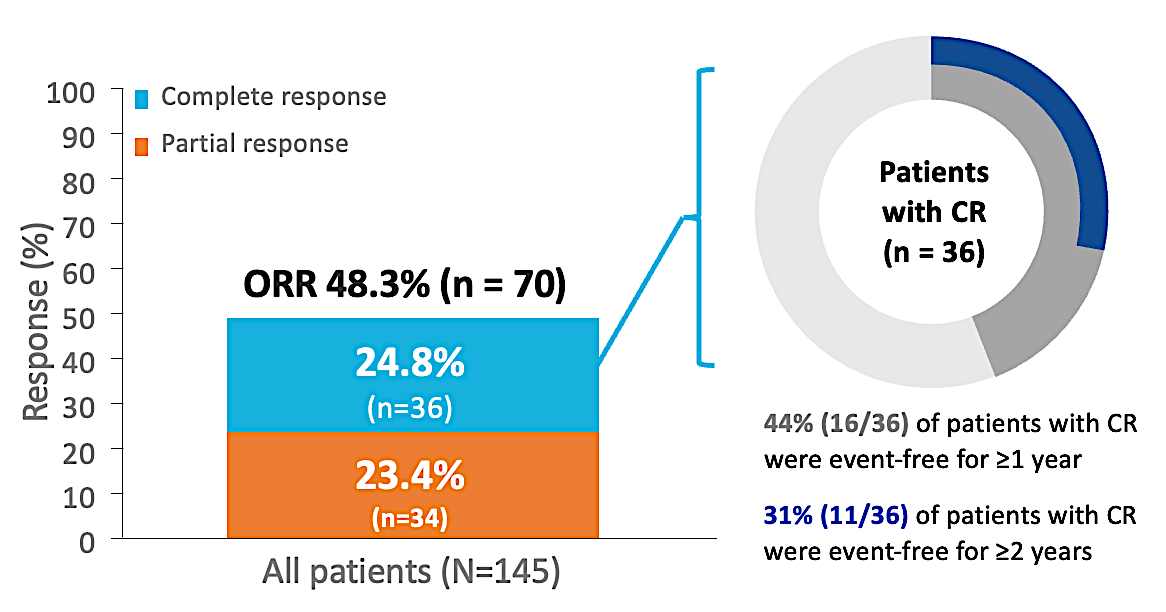 Response (%)
100
90
80
70
60
50
40
30
20
10
0
Complete response
Partial response
ORR 48.3% (n = 70)
24.8%
(n=36)
23.4%
(n=34)
All patients (N=145)
Patients
with CR
(n = 36)
44% (16/36) of patients with CR
were event-free for ≥1 year
31% (11/36) of patients with CR
were event-free for ≥2 years